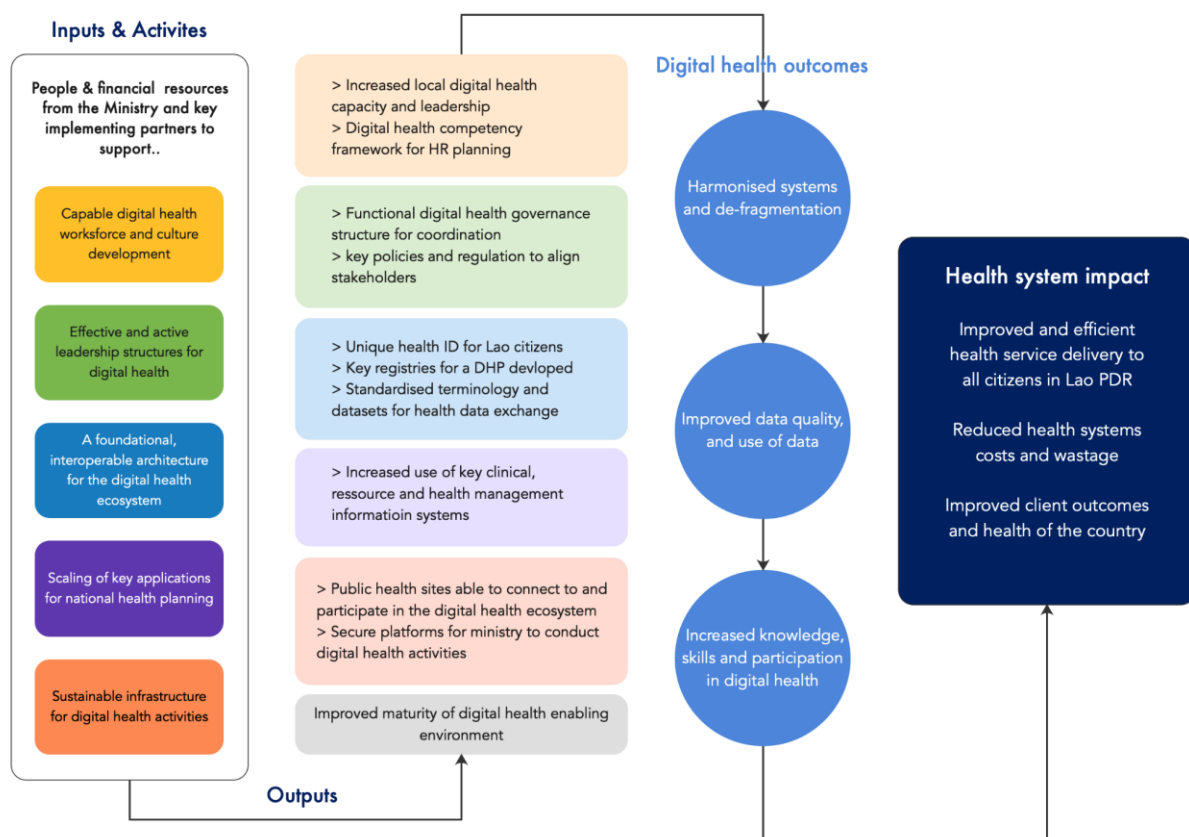 Inputs & Activites
People & financial resources
from the Ministry and key
implementing partners to
support..
Capable digital health
workforce and culture
development
Effective and active
leadership structures for
digital health
A foundational,
interoperable architecture
for the digital health
ecosystem
Scaling of key applications
for national health planning
Sustainable infrastructure
for digital health activities
Outputs
> Increased local digital health
capacity and leadership
> Digital health competency
framework for HR planning
> Functional digital health governance
structure for coordination
> key policies and regulation to align
stakeholders
> Unique health ID for Lao citizens
> Key registries for a DHP devloped
> Standardised terminology and
datasets for health data exchange
> Increased use of key clinical,
ressource and health management
informatioin systems
> Public health sites able to connect to and
participate in the digital health ecosystem
> Secure platforms for ministry to conduct
digital health activities
Improved maturity of digital health enabling
environment
Digital health outcomes
Harmonised systems
and de-fragmentation
Improved data quality,
and use of data
Increased knowledge,
skills and participation
in digital health
Health system impact
Improved and efficient
health service delivery to
all citizens in Lao PDR
Reduced health systems
costs and wastage
Improved client outcomes
and health of the country